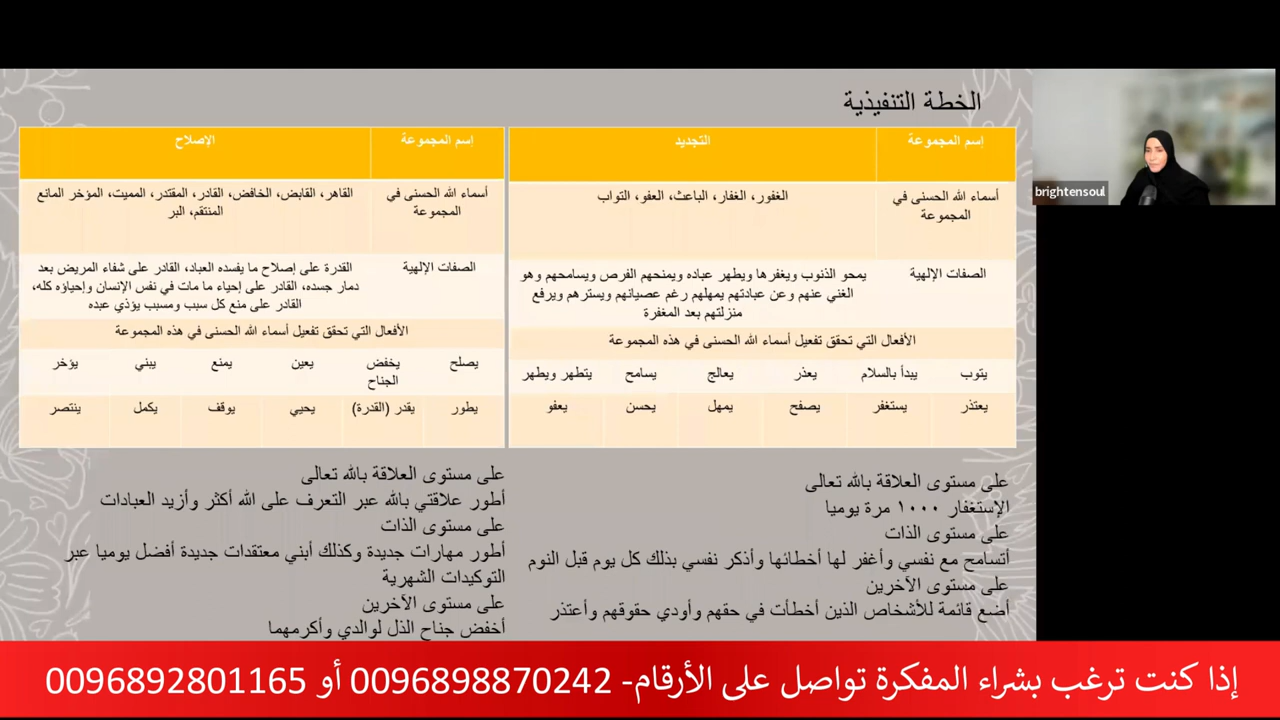 الخطة التنفيذية
brightensoul
إسم المجموعة
التجديد
أسماء الله الحسنى في
المجموعة
الغفور، الغفار، الباعث، العفو، التواب
الصفات الإلهية
يمحو الذنوب ويغفرها ويطهر عباده ويمنحهم الفرص ويسامحهم وهو
الغني عنهم وعن عبادتهم يمهلهم رغم عصيانهم ويسترهم ويرفع
منزلتهم بعد المغفرة
الأفعال التي تحقق تفعيل أسماء الله الحسنى في هذه المجموعة
يتوب يبدأ بالسلام يعذر يعالج يسامح يتطهر ويطهر
يعتذر يستغفر يصفح يمهل يحسن يعفو
على مستوى العلاقة بالله تعالى
الإستغفار ١٠٠٠ مرة يوميا
على مستوى الذات
أتسامح مع نفسي وأغفر لها أخطائها وأذكر نفسي بذلك كل يوم قبل النوم
على مستوى الآخرين
أضع قائمة للأشخاص الذين أخطأت في حقهم وأودي حقوقهم وأعتذر
إسم المجموعة
الإصلاح
أسماء الله الحسنى في
المجموعة
القاهر، القابض، الخافض، القادر، المقتدر، المميت، المؤخر المانع
المنتقم، البر
الصفات الإلهية
القدرة على إصلاح ما يفسده العباد، القادر على شفاء المريض بعد
دمار جسده، القادر على إحياء ما مات في نفس الإنسان وإحياؤه كله،
القادر على منع كل سبب ومسبب يؤذي عبده
الأفعال التي تحقق تفعيل أسماء الله الحسنى في هذه المجموعة
يصلح يخفض الجناح يعين يمنع يبني يؤخر
يطور يقدر (القدرة) يحيي يوقف يكمل ينتصر
على مستوى العلاقة بالله تعالى
أطور علاقتي بالله عبر التعرف على الله أكثر وأزيد العبادات
على مستوى الذات
أطور مهارات جديدة وكذلك أبني معتقدات جديدة أفضل يوميا عبر
التوكيدات الشهرية
على مستوى الآخرين
أخفض جناح الذل لوالدي وأكرمهما
إذا كنت ترغب بشراء المفكرة تواصل على الأرقام- 0096898870242 أو 0096892801165